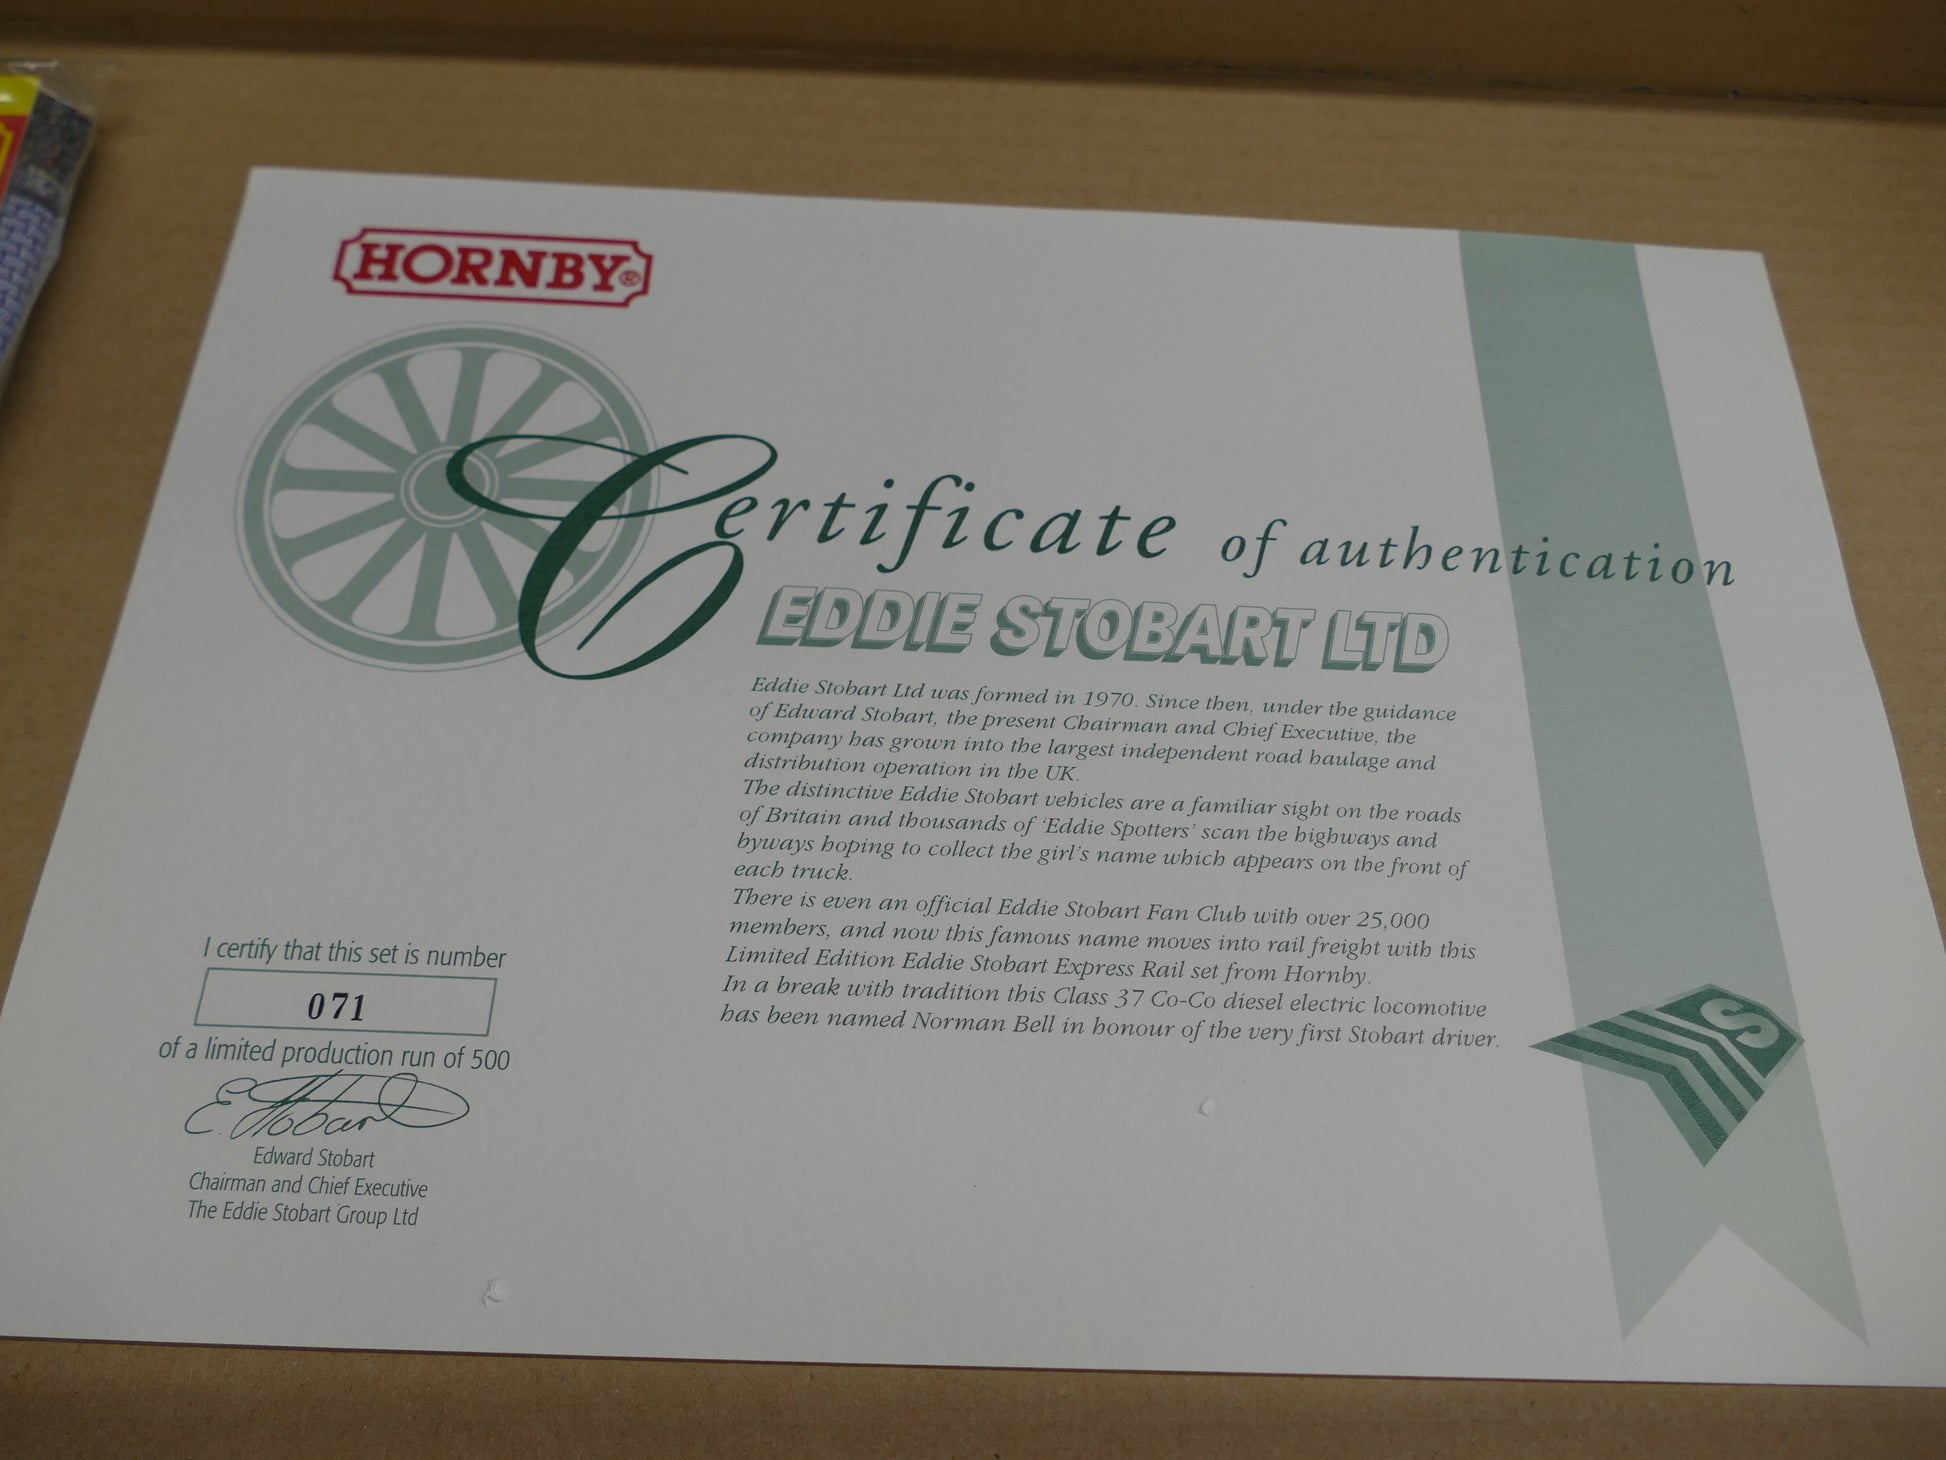 HORNBY®
Certificate of authentication
EDDIE STOBART LTD
Eddie Stobart Ltd was formed in 1970. Since then, under the guidance
of Edward Stobart, the present Chairman and Chief Executive, the
company has grown into the largest independent road haulage and
distribution operation in the UK.
The distinctive Eddie Stobart vehicles are a familiar sight on the roads
of Britain and thousands of 'Eddie Spotters' scan the highways and
byways hoping to collect the girl's name which appears on the front of
each truck.
There is even an official Eddie Stobart Fan Club with over 25,000
members, and now this famous name moves into rail freight with this
Limited Edition Eddie Stobart Express Rail set from Hornby.
In a break with tradition this Class 37 Co-Co diesel electric locomotive
has been named Norman Bell in honour of the very first Stobart driver.
I certify that this set is number
071
of a limited production run of 500
E. Stobart
Edward Stobart
Chairman and Chief Executive
The Eddie Stobart Group Ltd
S